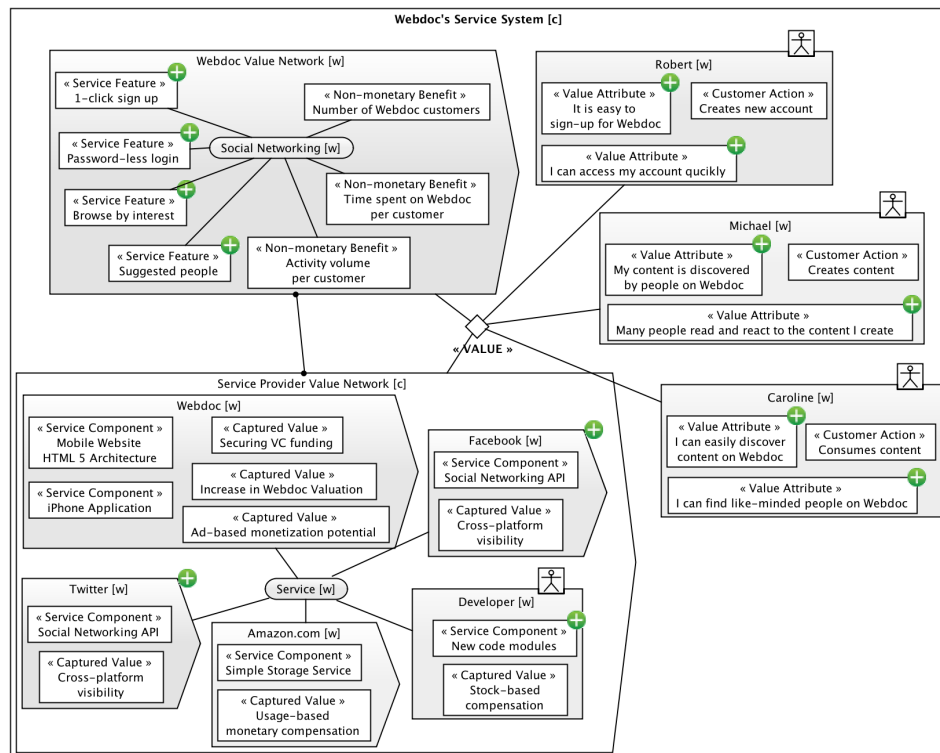 Webdoc's Service System [c]
Webdoc Value Network [w]
« Service Feature »
1-click sign up
« Non-monetary Benefit »
Number of Webdoc customers
« Service Feature »
Password-less login
Social Networking [w]
« Service Feature »
Browse by interest
« Non-monetary Benefit »
Time spent on Webdoc
per customer
« Service Feature »
Suggested people
« Non-monetary Benefit »
Activity volume
per customer
Robert [w]
« Value Attribute »
It is easy to
sign-up for Webdoc
« Customer Action »
Creates new account
« Value Attribute »
I can access my account qucikly
Michael [w]
« Value Attribute »
My content is discovered
by people on Webdoc
« Customer Action »
Creates content
« Value Attribute »
Many people read and react to the content I create
« VALUE »
Caroline [w]
« Value Attribute »
I can easily discover
content on Webdoc
« Customer Action »
Consumes content
« Value Attribute »
I can find like-minded people on Webdoc
Service Provider Value Network [c]
Webdoc [w]
« Service Component »
Mobile Website
HTML 5 Architecture
« Captured Value »
Securing VC funding
« Service Component »
iPhone Application
« Captured Value »
Increase in Webdoc Valuation
« Captured Value »
Ad-based monetization potential
Facebook [w]
« Service Component »
Social Networking API
« Captured Value »
Cross-platform
visibility
Service [w]
Twitter [w]
« Service Component »
Social Networking API
« Captured Value »
Cross-platform
visibility
Amazon.com [w]
« Service Component »
Simple Storage Service
« Captured Value »
Usage-based
monetary compensation
Developer [w]
« Service Component »
New code modules
« Captured Value »
Stock-based
compensation